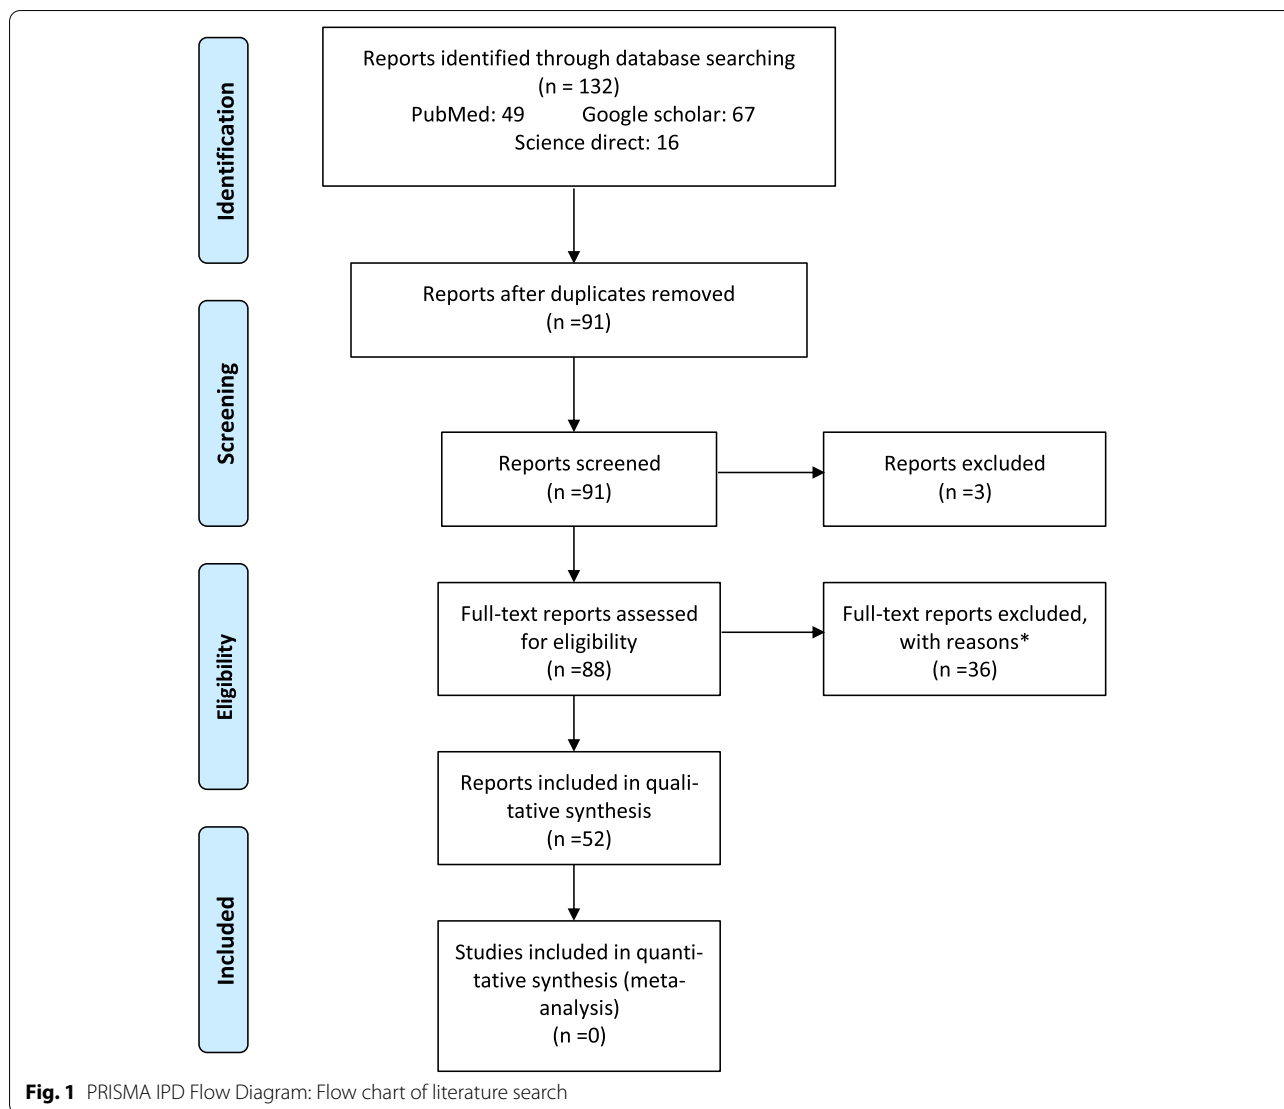 Identification
Reports identified through database searching
(n = 132)
PubMed: 49 Google scholar: 67
Science direct: 16
Reports after duplicates removed
(n =91)
Screening
Reports screened
(n =91)
Reports excluded
(n =3)
Eligibility
Full-text reports assessed
for eligibility
(n =88)
Full-text reports excluded,
with reasons*
(n =36)
Reports included in quali-
tative synthesis
(n =52)
Included
Studies included in quanti-
tative synthesis (meta-
analysis)
(n =0)
Fig. 1 PRISMA IPD Flow Diagram: Flow chart of literature search